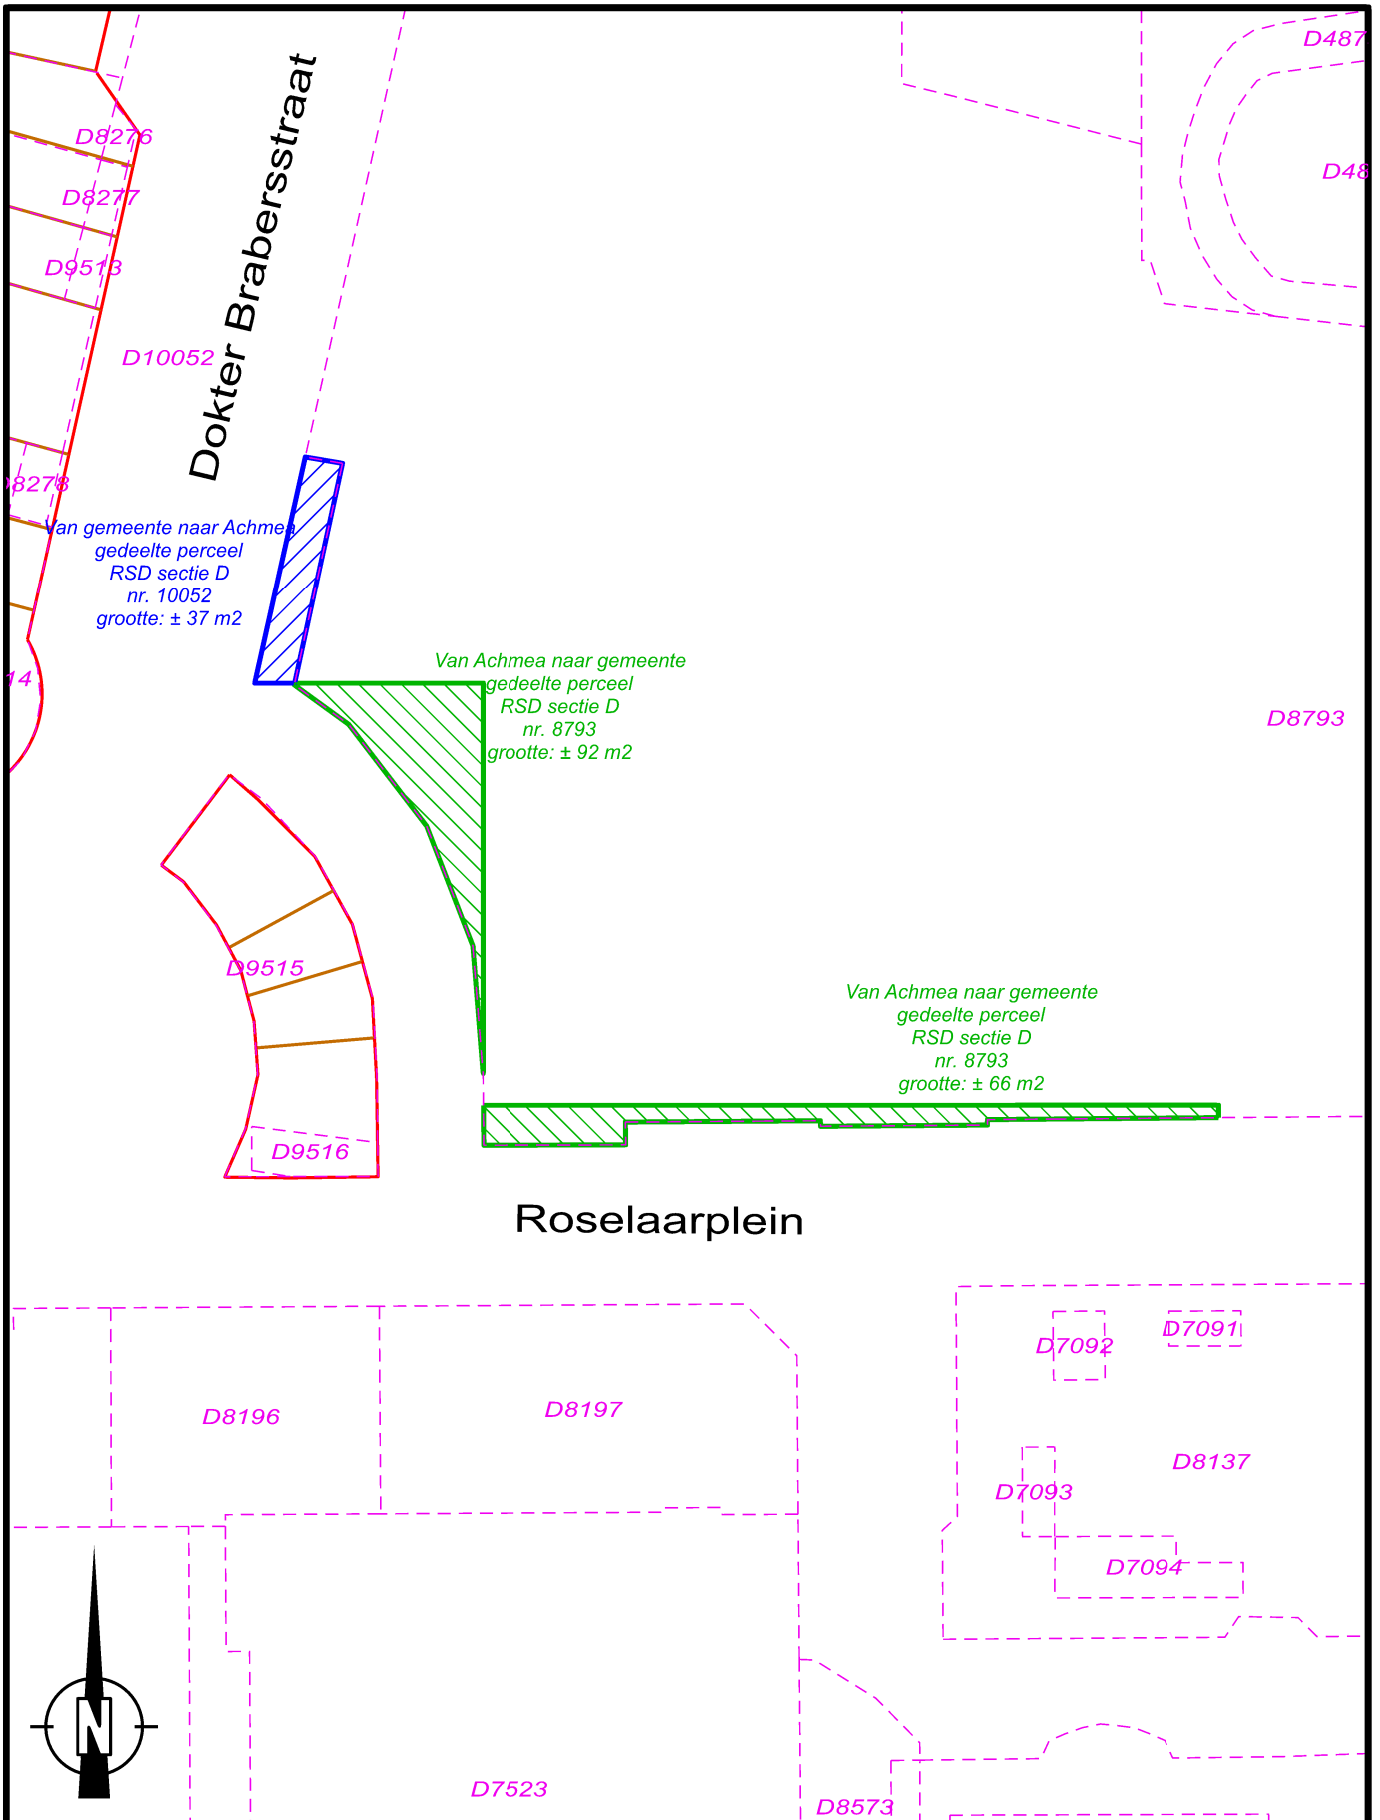 D487
D8276
D48
D8277
D9513
Dokter Brabersstraat
D10052
Van gemeente naar Achmea
gedeelte perceel
RSD sectie D
nr. 10052
grootte: ± 37 m2
Van Achmea naar gemeente
gedeelte perceel
RSD sectie D
nr. 8793
grootte: ± 92 m2
14
D8793
D9515
Van Achmea naar gemeente
gedeelte perceel
RSD sectie D
nr. 8793
grootte: ± 66 m2
D9516
Roselaarplein
D7091
D7092
D8196
D8197
D8137
D7093
D7094
N
D7523
D8573